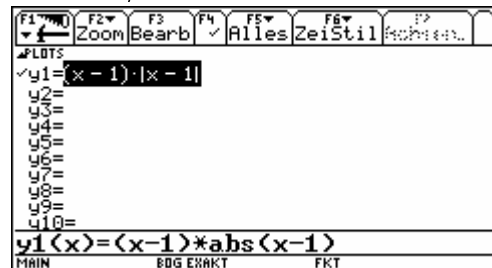 F1 F2 F3 F4 F5 F6
Zoom Bearb ✓ Alles ZeiStil
PLOTS
✓y1=(x - 1)·|x - 1|
y2=
y3=
y4=
y5=
y6=
y7=
y8=
y9=
y10=
y1(x)=(x-1)*abs(x-1)
MAIN BOG EXAKT FKT